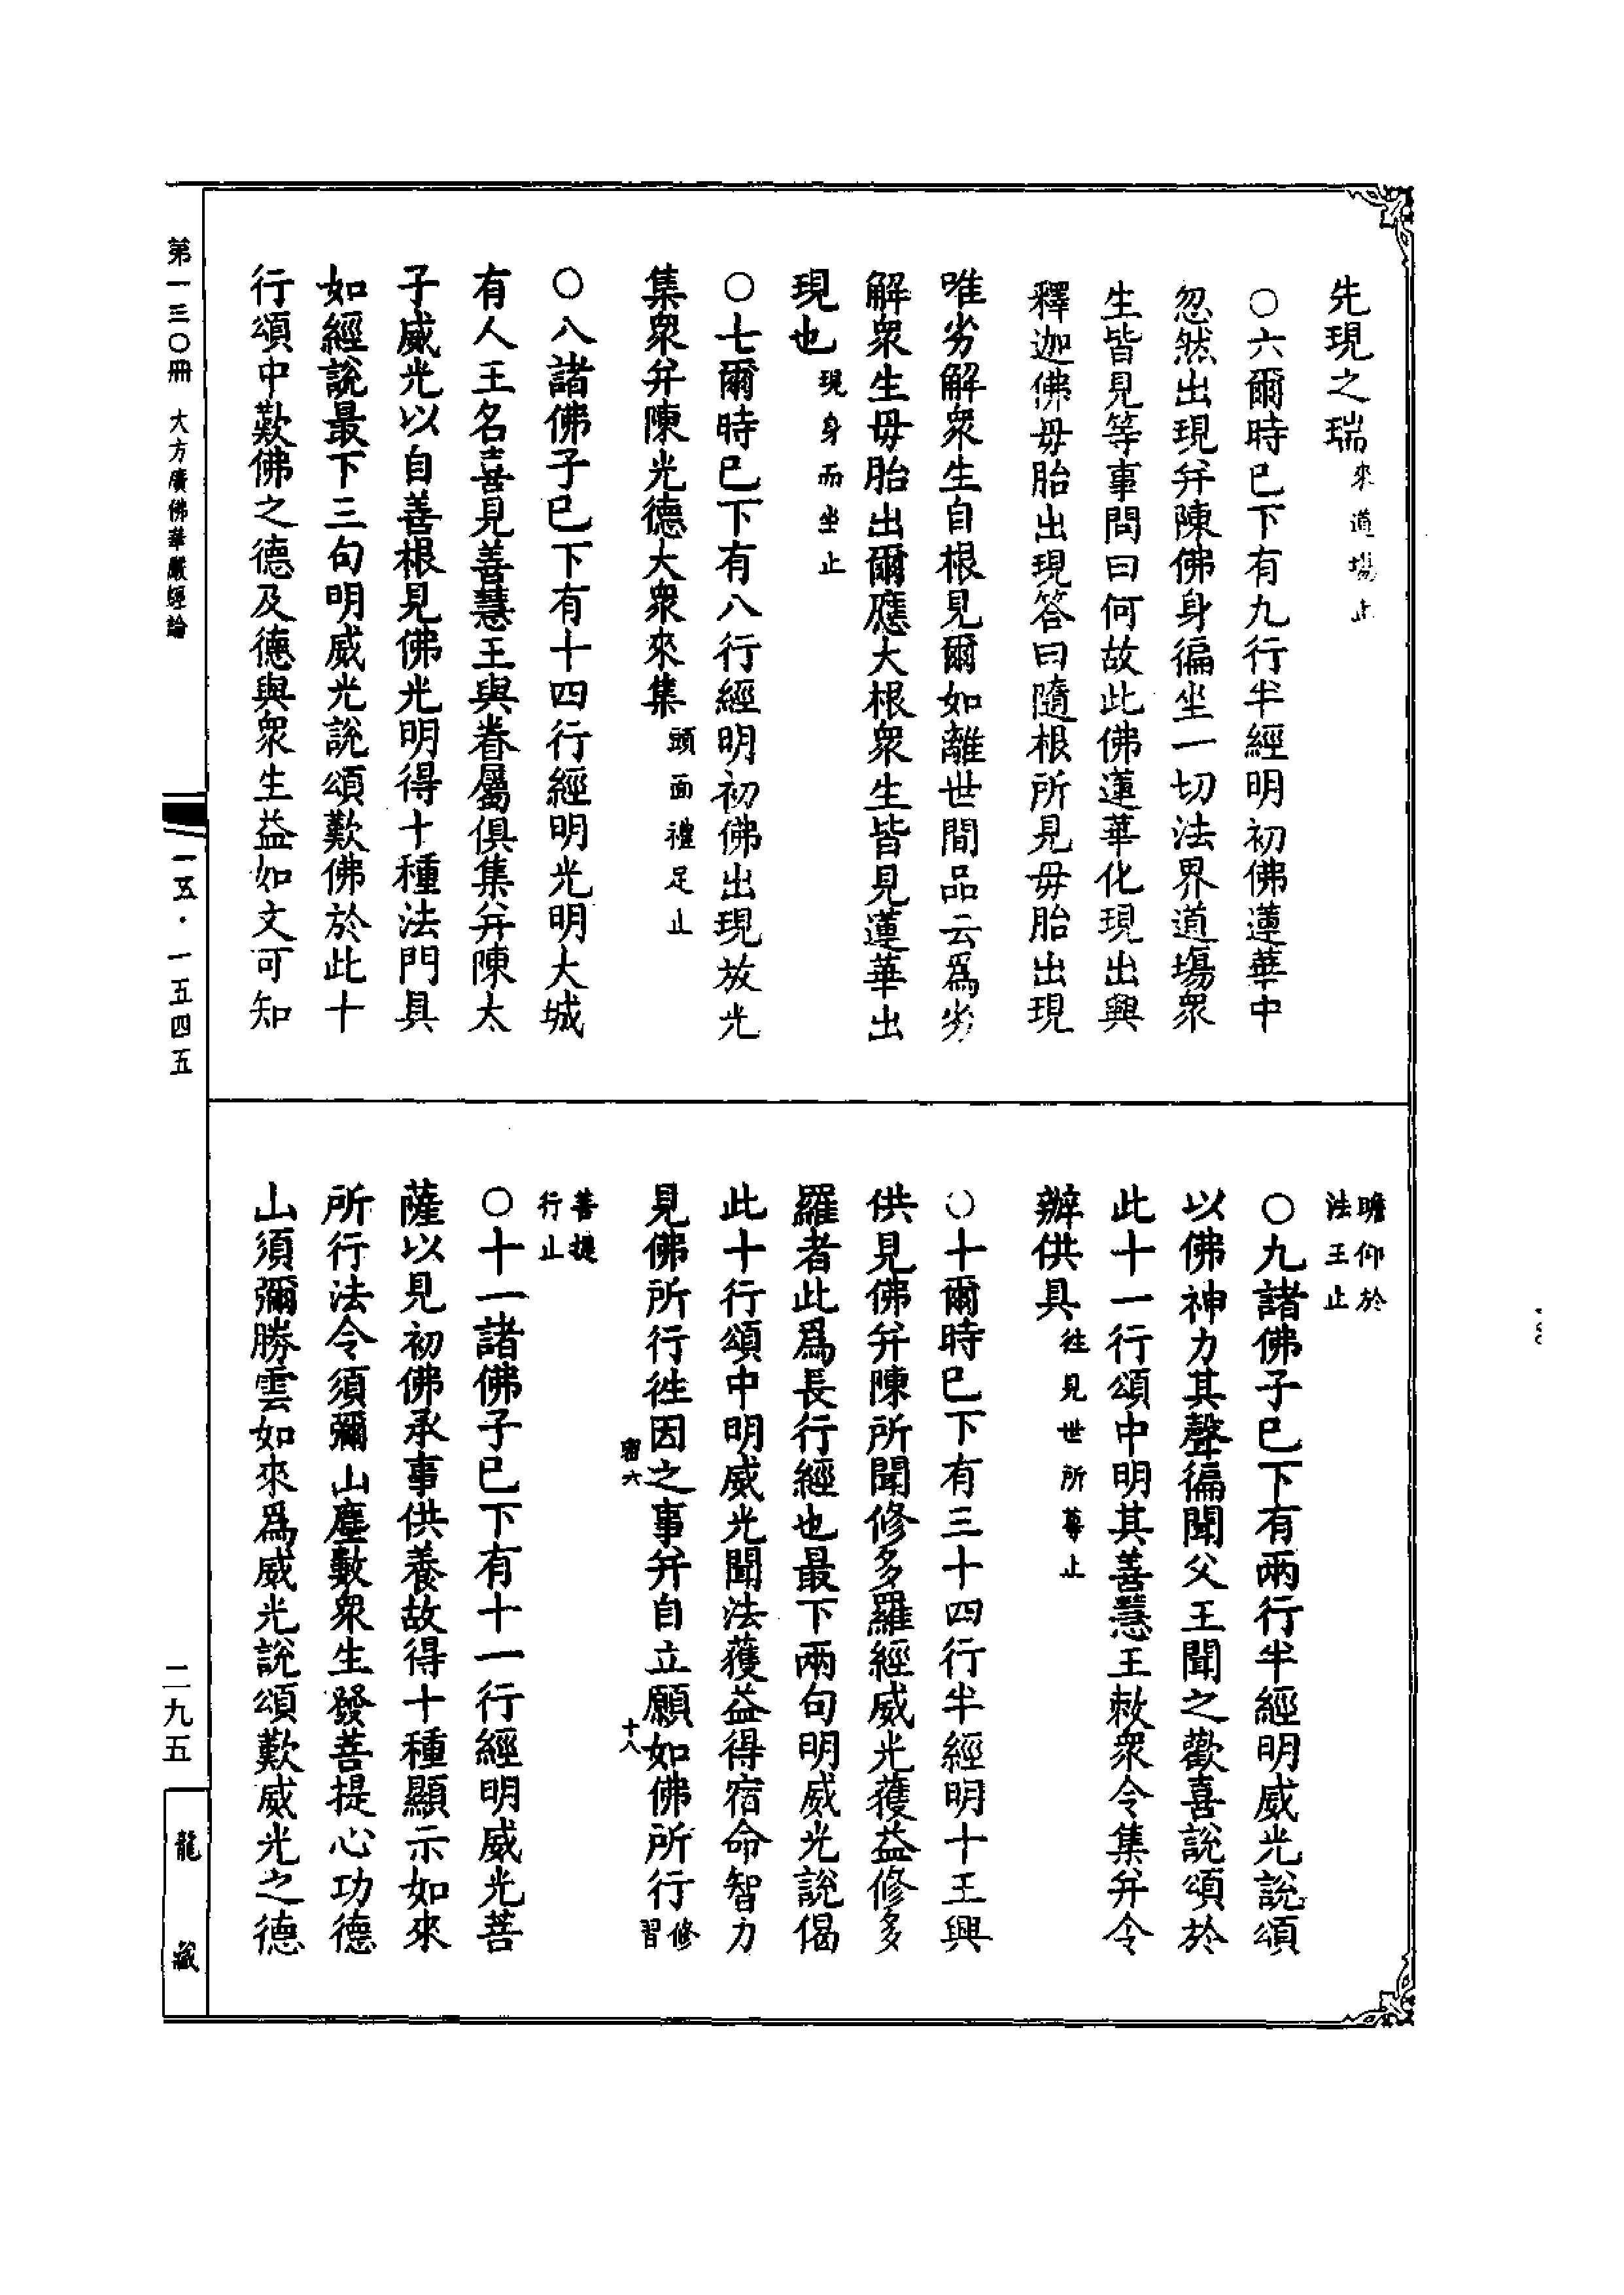 先現之瑞來道場止
○六爾時已下有九行半經明初佛蓮華中
忽然出現幷陳佛身徧坐一切法界道場衆
生皆見等事問曰何故此佛蓮華化現出興
釋迦佛毋胎出現答曰隨根所見毋胎出現
唯劣解衆生自根見爾如離世間品云爲劣
解衆生毋胎出爾應大根衆生皆見蓮華出
現也現身而坐止
○七爾時已下有八行經明初佛出現放光
集衆幷陳光德大衆來集頭面禮足止
○八諸佛子已下有十四行經明光明大城
有人王名喜見善慧王與眷屬俱集幷陳太
子威光以自善根見佛光明得十種法門具
如經說最下三句明威光說頌歎佛於此十
行頌中歎佛之德及德與衆生益如文可知
瞻仰於
法王止
○九諸佛子已下有兩行半經明威光說頌
以佛神力其聲徧聞父王聞之歡喜說頌於
此十一行頌中明其善慧王敕衆令集幷令
辦供具徃見世所尊止
○十爾時已下有三十四行半經明十王興
供見佛幷陳所聞修多羅經威光獲益修多
羅者此爲長行經也最下兩句明威光說偈
此十行頌中明威光聞法獲益得宿命智力
見佛所行徃因之事幷自立願如佛所行修
習
宿六
十八
菩提
行止
○十一諸佛子已下有十一行經明威光菩
薩以見初佛承事供養故得十種顯示如來
所行法令須彌山塵數衆生發菩提心功德
山須彌勝雲如來爲威光說頌歎威光之德
第一三〇冊 大方廣佛華嚴經論
一五·一五四五
二九五
龍藏